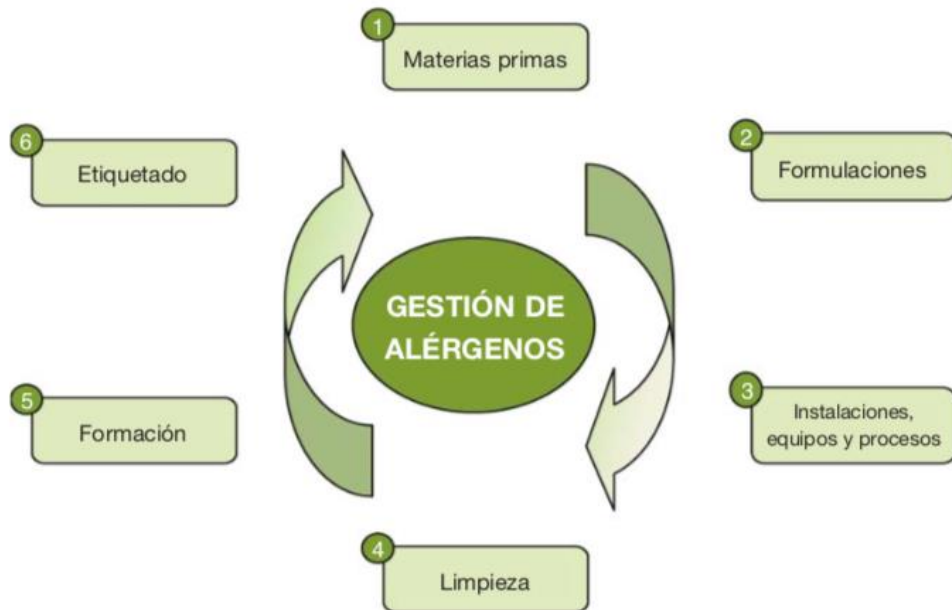 1
Materias primas
2
Formulaciones
3
Instalaciones,
equipos y procesos
4
Limpieza
5
Formación
6
Etiquetado
GESTIÓN DE
ALÉRGENOS